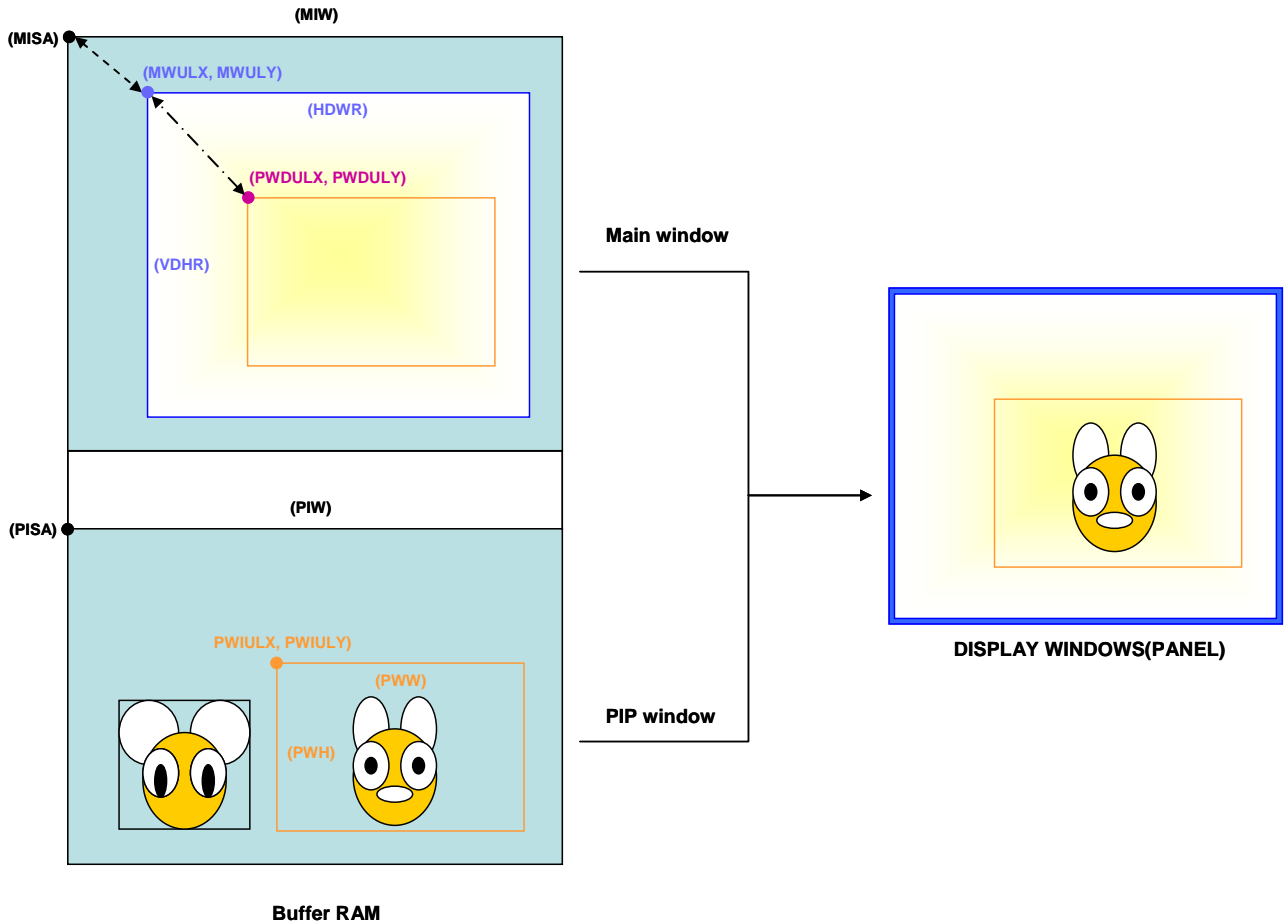 (MIW)
(MISA)
(MWULX, MWULY)
(HDWR)
(PWDULX, PWDULY)
(VDHR)
Main window
(PIW)
(PISA)
PWIULX, PWIULY)
(PWW)
(PWH)
PIP window
DISPLAY WINDOWS(PANEL)
Buffer RAM